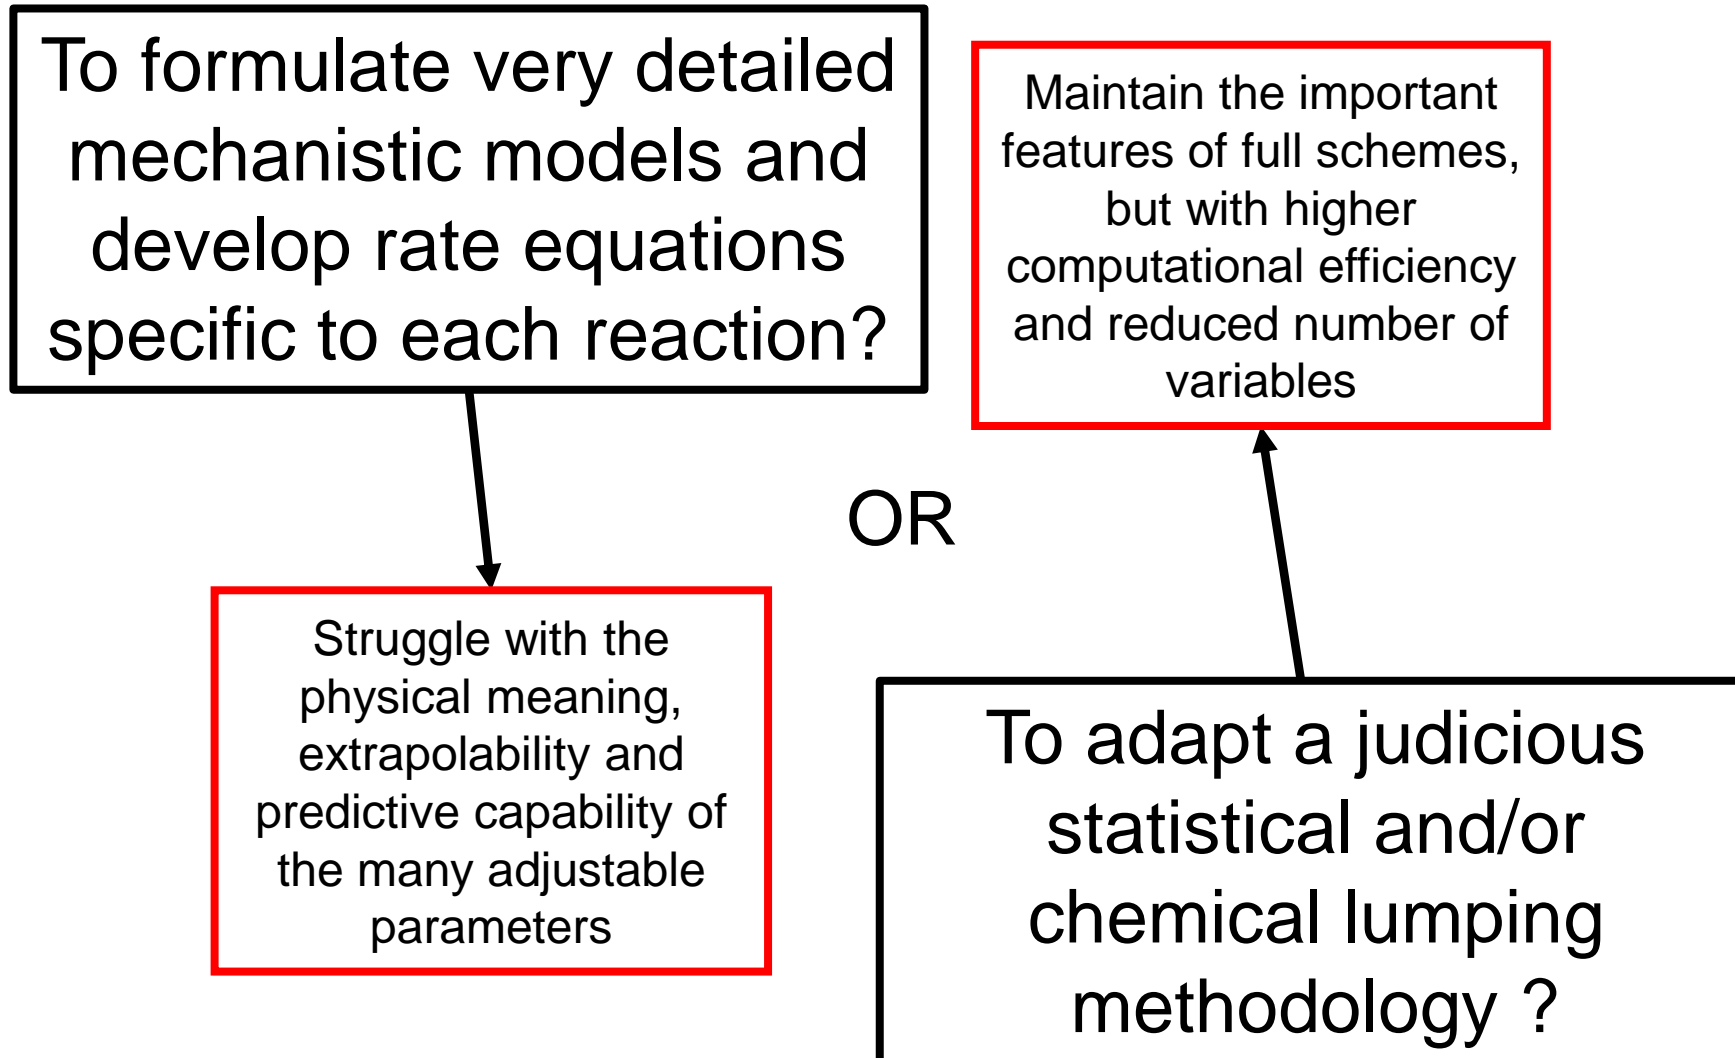 To formulate very detailed
mechanistic models and
develop rate equations
specific to each reaction?
Maintain the important
features of full schemes,
but with higher
computational efficiency
and reduced number of
variables
OR
Struggle with the
physical meaning,
extrapolability and
predictive capability of
the many adjustable
parameters
To adapt a judicious
statistical and/or
chemical lumping
methodology ?